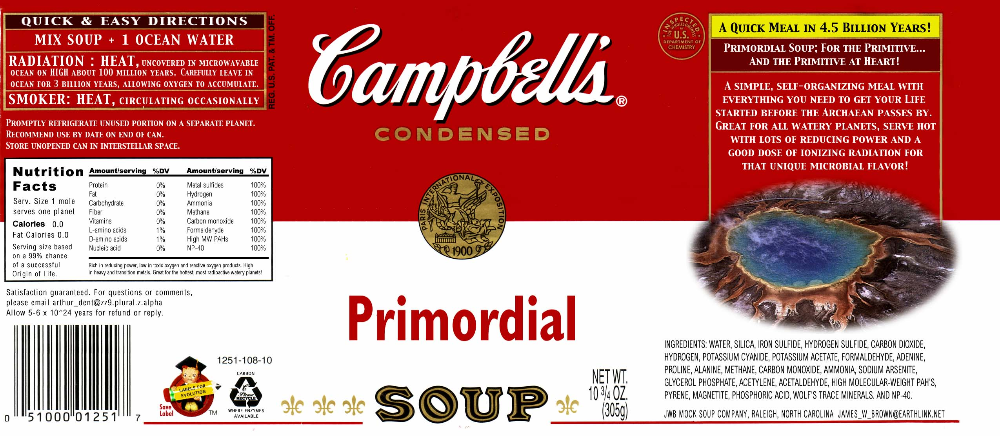 QUICK & EASY DIRECTIONS
MIX SOUP + 1 OCEAN WATER
RADIATION : HEAT, UNCOVERED IN MICROWAVABLE
OCEAN ON HIGH ABOUT 100 MILLION YEARS. CAREFULLY LEAVE IN
OCEAN FOR 3 BILLION YEARS, ALLOWING OXYGEN TO ACCUMULATE.
SMOKER: HEAT, CIRCULATING OCCASIONALLY
REG. U.S. PAT. & TM. OFF.
PROMPTLY REFRIGERATE UNUSED PORTION ON A SEPARATE PLANET.
RECOMMEND USE BY DATE ON END OF CAN.
STORE UNOPENED CAN IN INTERSTELLAR SPACE.
Nutrition
Facts
Serv. Size 1 mole
serves one planet
Calories 0.0
Fat Calories 0.0
Serving size based
on a 99% chance
of a successful
Origin of Life.
Amount/serving %DV Amount/serving %DV
Protein 0% Metal sulfides 100%
Fat 0% Hydrogen 100%
Carbohydrate 0% Ammonia 100%
Fiber 0% Methane 100%
Vitamins 0% Carbon monoxide 100%
L-amino acids 1% Formaldehyde 100%
D-amino acids 1% High MW PAHs 100%
Nucleic acid 0% NP-40 100%
Rich in reducing power, low in toxic oxygen and reactive oxygen products. High
in heavy and transition metals. Great for the hottest, most radioactive watery planets!
Satisfaction guaranteed. For questions or comments,
please email arthur_dent@zz9.plural.z.alpha
Allow 5-6 x 10^24 years for refund or reply.
0 51000 01251 7
LABELS FOR
EVOLUTION
Save
Label
TM
1251-108-10
CARBON
C
Please
RECYCLE
WHERE ENZYMES
AVAILABLE
Campbell's®
CONDENSED
PARIS INTERNATIONAL EXPOSITION
1900
Primordial
SOUP
NET WT.
10 3/4 OZ.
(305g)
INSPECTED
FOR WHOLESOMENESS
BY
U.S.
DEPARTMENT OF
CHEMISTRY
A QUICK MEAL IN 4.5 BILLION YEARS!
PRIMORDIAL SOUP; FOR THE PRIMITIVE...
AND THE PRIMITIVE AT HEART!
A SIMPLE, SELF-ORGANIZING MEAL WITH
EVERYTHING YOU NEED TO GET YOUR LIFE
STARTED BEFORE THE ARCHAEAN PASSES BY.
GREAT FOR ALL WATERY PLANETS, SERVE HOT
WITH LOTS OF REDUCING POWER AND A
GOOD DOSE OF IONIZING RADIATION FOR
THAT UNIQUE MICROBIAL FLAVOR!
INGREDIENTS: WATER, SILICA, IRON SULFIDE, HYDROGEN SULFIDE, CARBON DIOXIDE,
HYDROGEN, POTASSIUM CYANIDE, POTASSIUM ACETATE, FORMALDEHYDE, ADENINE,
PROLINE, ALANINE, METHANE, CARBON MONOXIDE, AMMONIA, SODIUM ARSENITE,
GLYCEROL PHOSPHATE, ACETYLENE, ACETALDEHYDE, HIGH MOLECULAR-WEIGHT PAH'S,
PYRENE, MAGNETITE, PHOSPHORIC ACID, WOLF'S TRACE MINERALS. AND NP-40.
JWB MOCK SOUP COMPANY, RALEIGH, NORTH CAROLINA JAMES_W_BROWN@EARTHLINK.NET